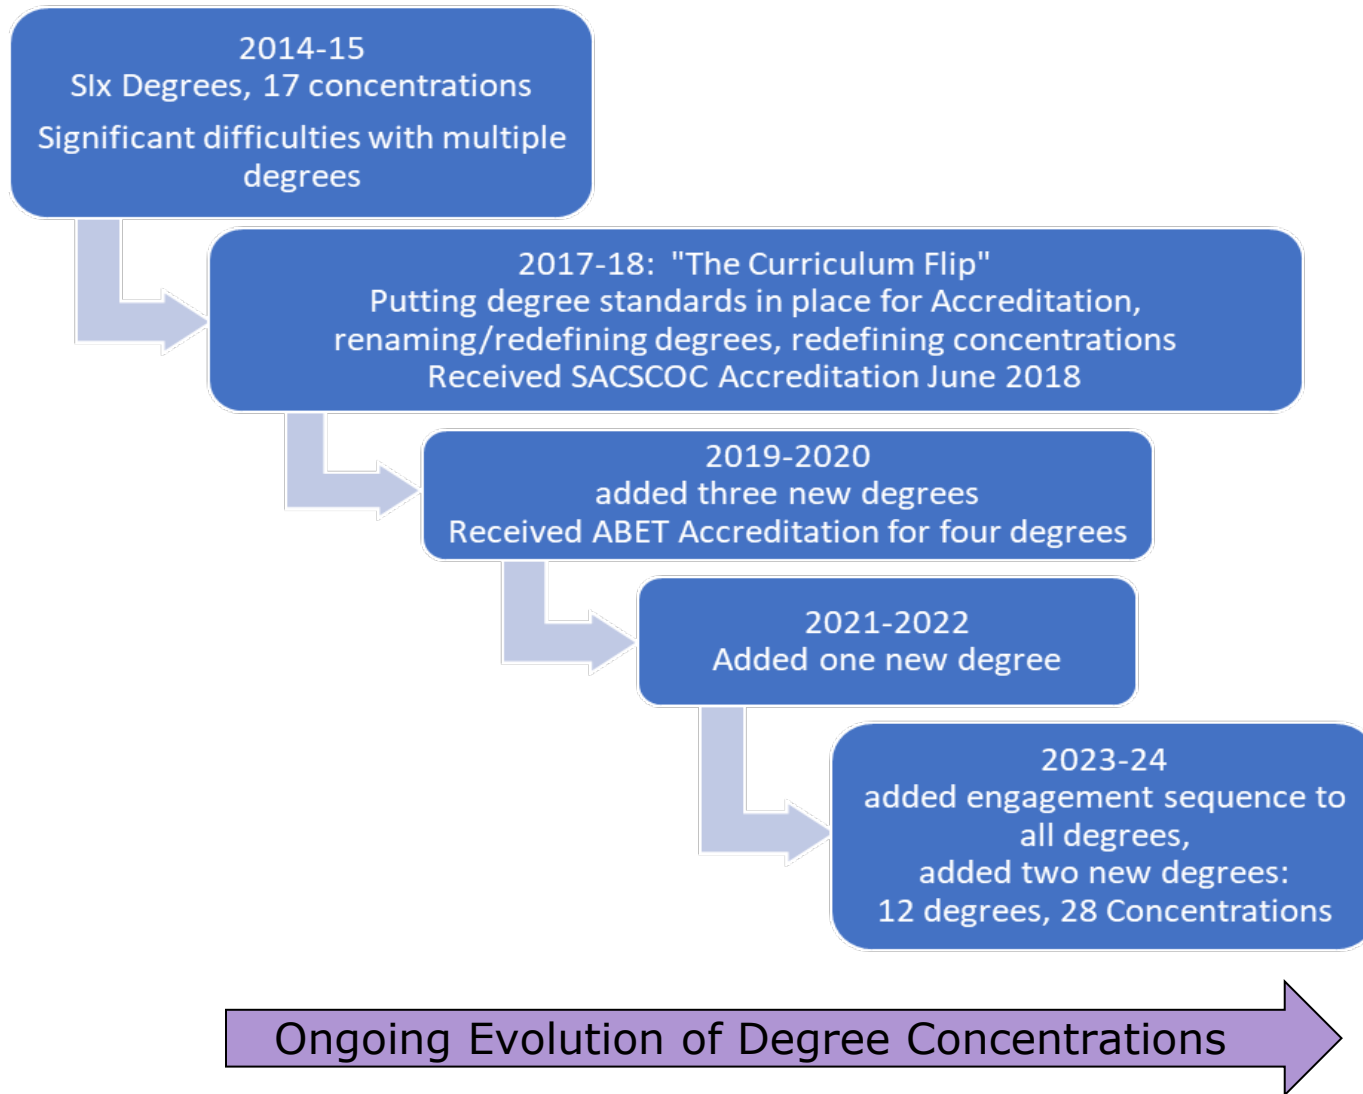 2014-15
SIx Degrees, 17 concentrations
Significant difficulties with multiple
degrees
2017-18:  "The Curriculum Flip"
Putting degree standards in place for Accreditation,
renaming/redefining degrees, redefining concentrations
Received SACSCOC Accreditation June 2018
2019-2020
added three new degrees
Received ABET Accreditation for four degrees
2021-2022
Added one new degree
2023-24
added engagement sequence to
all degrees,
added two new degrees:
12 degrees, 28 Concentrations
Ongoing Evolution of Degree Concentrations